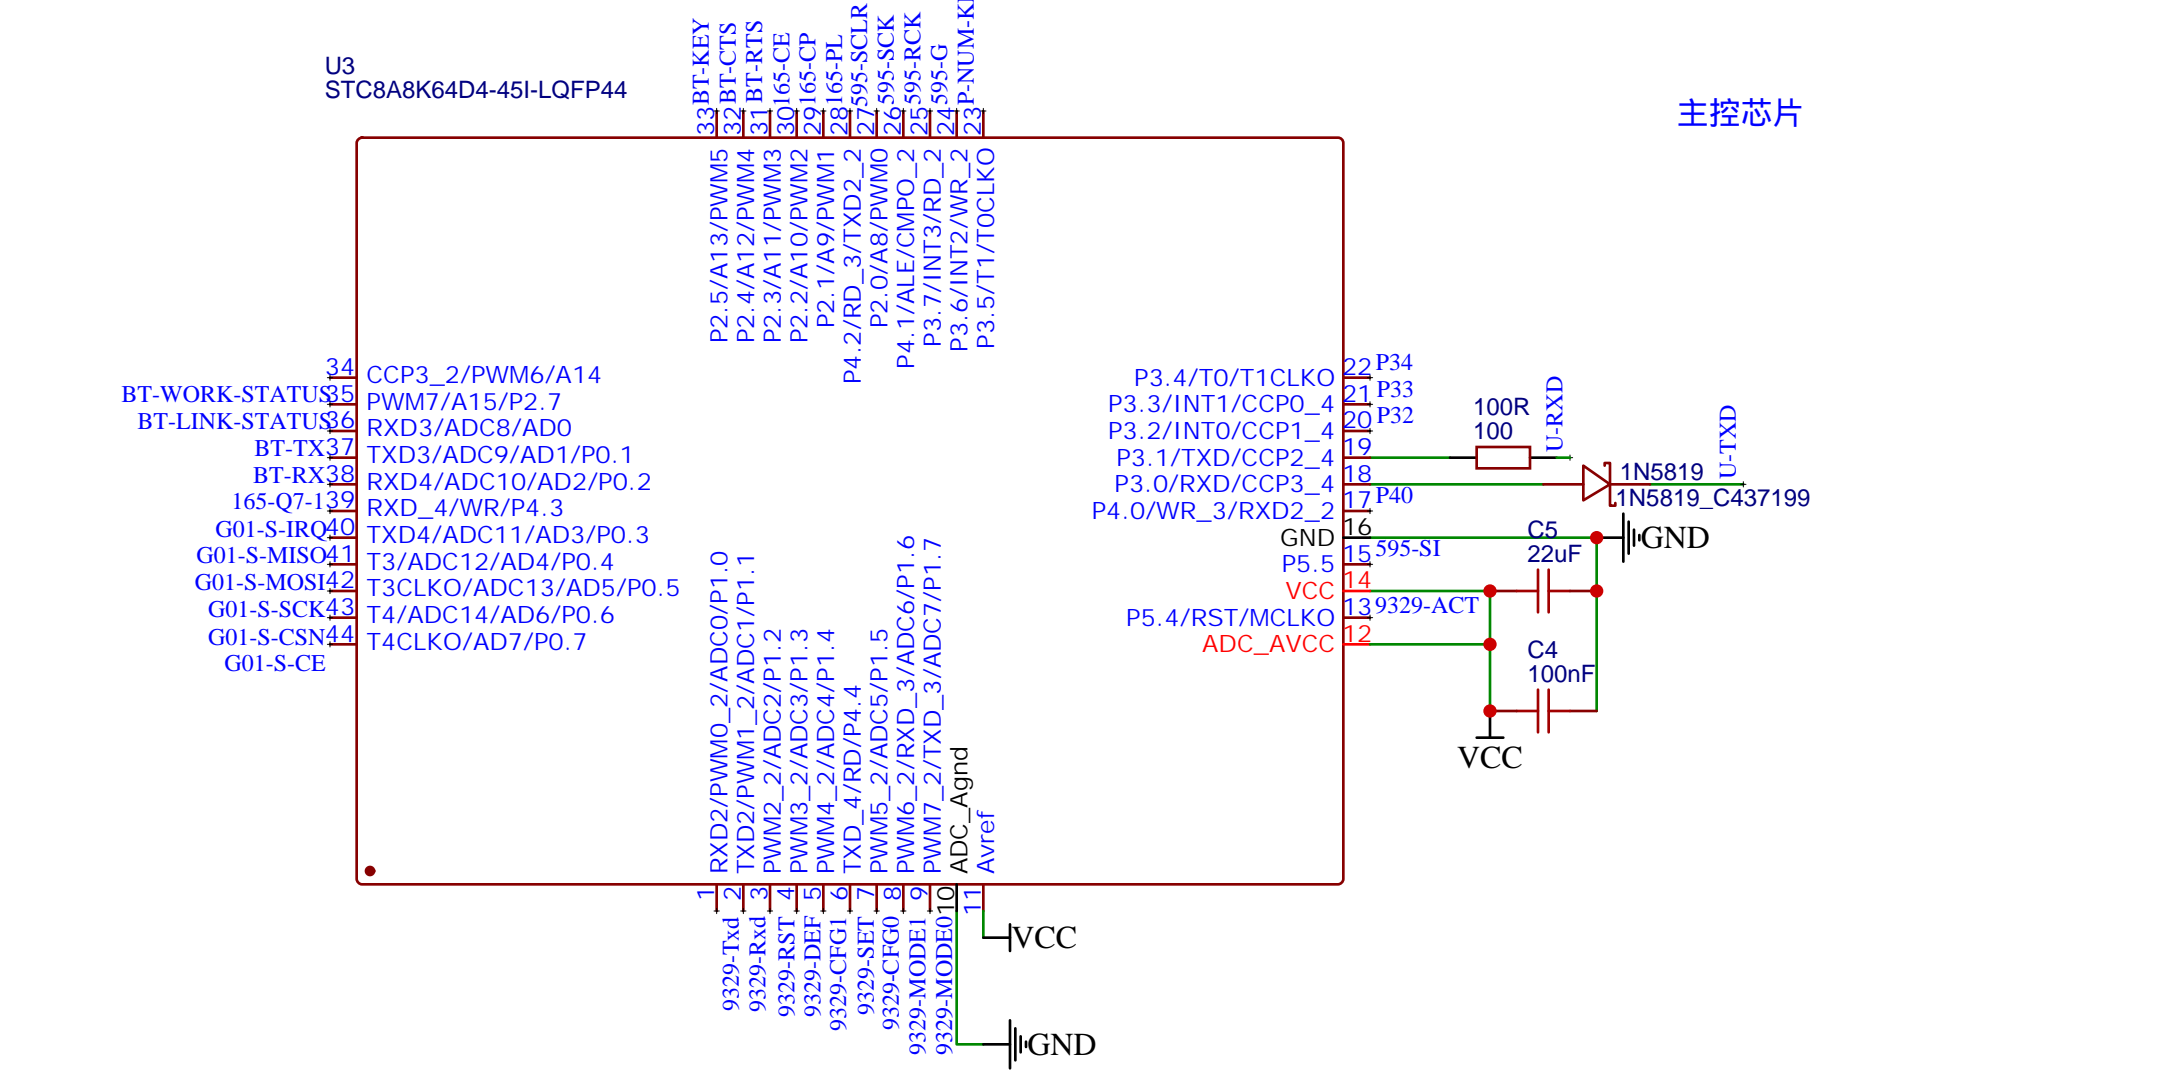 U3
STC8A8K64D4-45I-LQFP44
主控芯片
33 BT-KEY
32 BT-CTS
31 BT-RTS
30 165-CE
29 165-CP
28 165-PL
27 595-SCLR
26 595-SCK
25 595-RCK
24 595-G
23
P2.5/A13/PWM5
P2.4/A12/PWM4
P2.3/A11/PWM3
P2.2/A10/PWM2
P2.1/A9/PWM1
P4.2/RD_3/TXD2_2
P2.0/A8/PWM0
P4.1/ALE/CMPO_2
P3.7/INT3/RD_2
P3.6/INT2/WR_2
P3.5/T1/T0CLKO
34 CCP3_2/PWM6/A14
BT-WORK-STATUS 35 PWM7/A15/P2.7
BT-LINK-STATUS 36 RXD3/ADC8/AD0
BT-TX 37 TXD3/ADC9/AD1/P0.1
BT-RX 38 RXD4/ADC10/AD2/P0.2
165-Q7-1 39 RXD_4/WR/P4.3
G01-S-IRQ 40 TXD4/ADC11/AD3/P0.3
G01-S-MISO 41 T3/ADC12/AD4/P0.4
G01-S-MOSI 42 T3CLKO/ADC13/AD5/P0.5
G01-S-SCK 43 T4/ADC14/AD6/P0.6
G01-S-CSN 44 T4CLKO/AD7/P0.7
G01-S-CE
P3.4/T0/T1CLKO 22 P34
P3.3/INT1/CCP0_4 21 P33
P3.2/INT0/CCP1_4 20 P32
P3.1/TXD/CCP2_4 19
P3.0/RXD/CCP3_4 18
P4.0/WR_3/RXD2_2 17 P40
GND 16
P5.5 15 595-SI
VCC 14
P5.4/RST/MCLKO 13 9329-ACT
ADC_AVCC 12
100R
100
U-RXD
U-TXD
1N5819
1N5819_C437199
GND
C5
22uF
C4
100nF
VCC
RXD2/PWM0_2/ADC0/P1.0
TXD2/PWM1_2/ADC1/P1.1
PWM2_2/ADC2/P1.2
PWM3_2/ADC3/P1.3
PWM4_2/ADC4/P1.4
TXD_4/RD/P4.4
PWM5_2/ADC5/P1.5
PWM6_2/RXD_3/ADC6/P1.6
PWM7_2/TXD_3/ADC7/P1.7
ADC_Agnd
Avref
1
2 9329-Txd
3 9329-Rxd
4 9329-RST
5 9329-DEF
6 9329-CFG1
7 9329-SET
8 9329-CFG0
9 9329-MODE1
10 9329-MODE0
11
VCC
GND